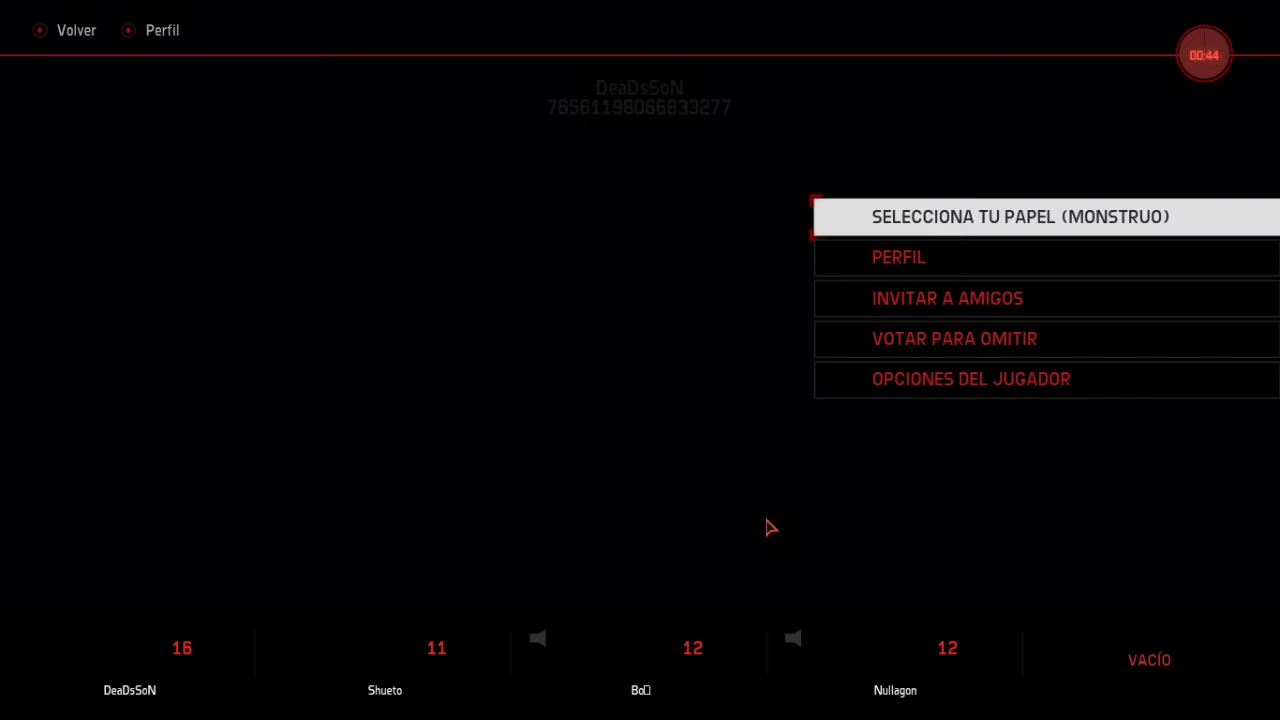 Volver Perfil
00:44
DeaDsSoN
76561198066833277
SELECCIONA TU PAPEL (MONSTRUO)
PERFIL
INVITAR A AMIGOS
VOTAR PARA OMITIR
OPCIONES DEL JUGADOR
16 11 12 12 VACÍO
DeaDsSoN Shueto Bo▯ Nullagon